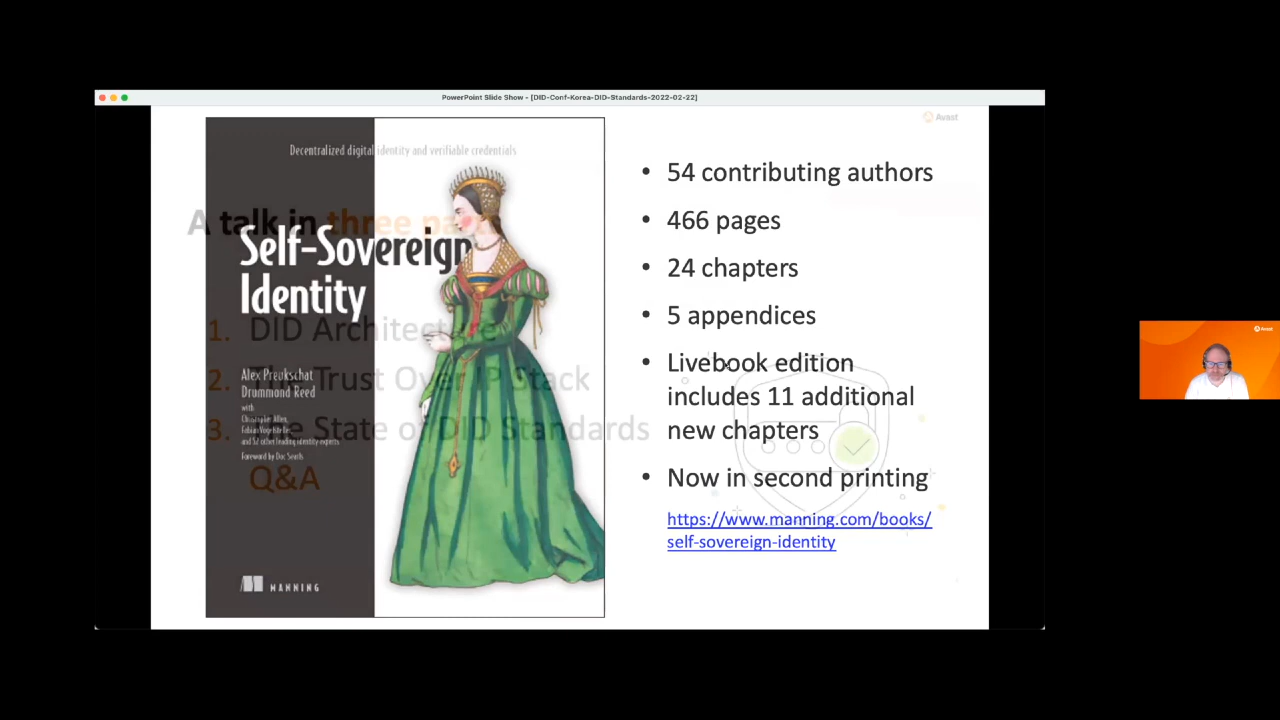 PowerPoint Slide Show - [DID-Conf-Korea-DID-Standards-2022-02-22]
Avast
Decentralized digital identity and verifiable credentials
A talk in three parts
Self-Sovereign
Identity
1. DID Architecture
Alex Preukschat
Drummond Reed
2. The Trust Over IP Stack
with
Christopher Allen,
and 52 other leading identity experts
3. The State of DID Standards
Foreword by Doc Searls
Q&A
MANNING
• 54 contributing authors
• 466 pages
• 24 chapters
• 5 appendices
• Livebook edition
includes 11 additional
new chapters
• Now in second printing
https://www.manning.com/books/
self-sovereign-identity
Avast